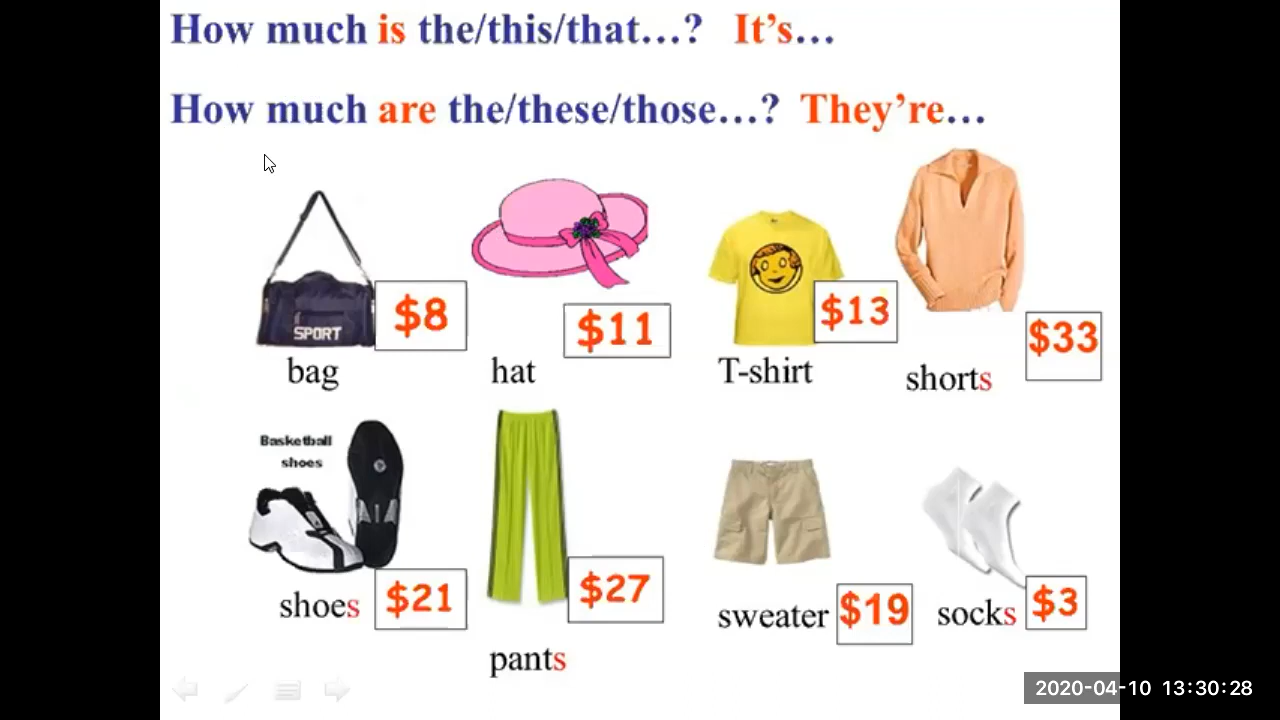 How much is the/this/that…? It's…
How much are the/these/those…? They're…
SPORT
$8
$11
$13
$33
bag
hat
T-shirt
shorts
Basketball
shoes
shoes
$21
$27
pants
sweater
$19
socks
$3
2020-04-10 13:30:28